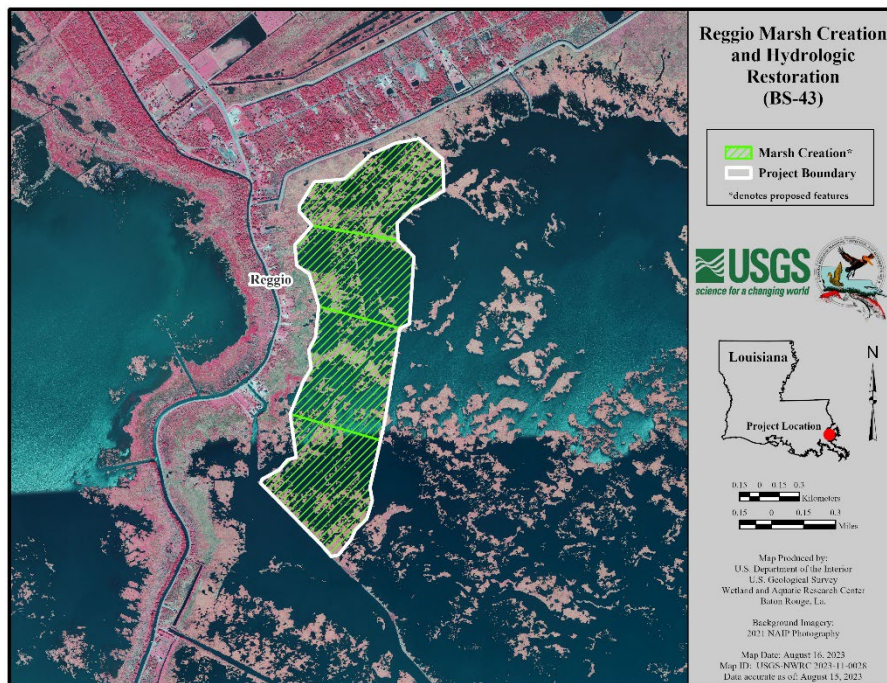 Reggio Marsh Creation
and Hydrologic
Restoration
(BS-43)
Marsh Creation*
Project Boundary
*denotes proposed features
Reggio
USGS
science for a changing world
Louisiana
N
Project Location
0.15 0 0.15 0.3
Kilometers
0.15 0 0.15 0.3
Miles
Map Produced by:
U.S. Department of the Interior
U.S. Geological Survey
Wetland and Aquatic Research Center
Baton Rouge, La.
Background Imagery:
2021 NAIP Photography
Map Date: August 16, 2023
Map ID: USGS-NWRC 2023-11-0028
Data accurate as of: August 15, 2023